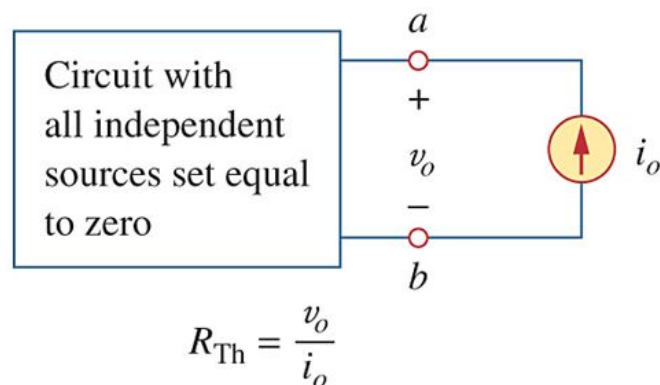 a
Circuit with
all independent
sources set equal
to zero
+
v_o
−
i_o
b
R_Th = v_o / i_o